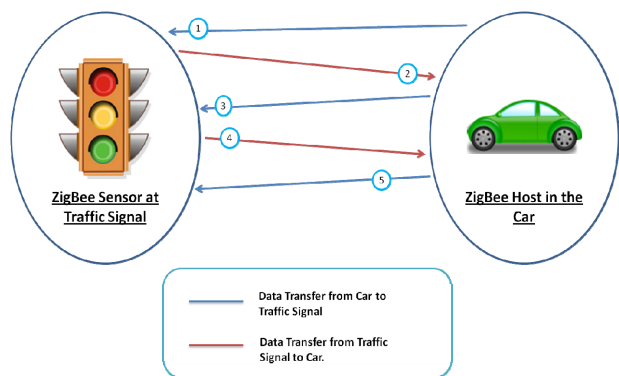 1
2
3
4
5
ZigBee Sensor at
Traffic Signal
ZigBee Host in the
Car
Data Transfer from Car to
Traffic Signal
Data Transfer from Traffic
Signal to Car.